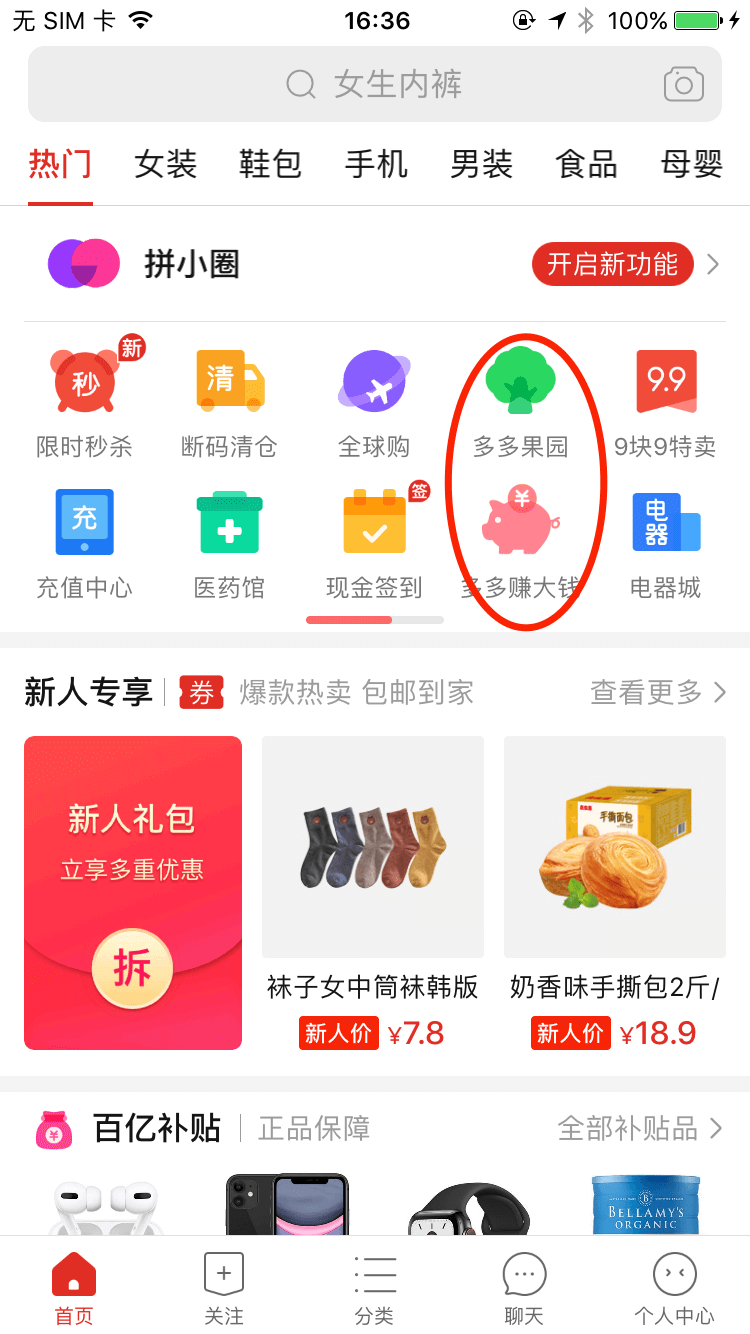 无 SIM 卡 16:36 100%
女生内裤
热门 女装 鞋包 手机 男装 食品 母婴
拼小圈 开启新功能
秒 新 清 9.9
限时秒杀 断码清仓 全球购 多多果园 9块9特卖
充 签 ¥ 电器
充值中心 医药馆 现金签到 多多赚大钱 电器城
新人专享 券 爆款热卖 包邮到家 查看更多
新人礼包
立享多重优惠
拆
手撕面包
袜子女中筒袜韩版 奶香味手撕包2斤/
新人价 ¥7.8 新人价 ¥18.9
¥ 百亿补贴 正品保障 全部补贴品
BELLAMY'S
ORGANIC
首页 关注 分类 聊天 个人中心